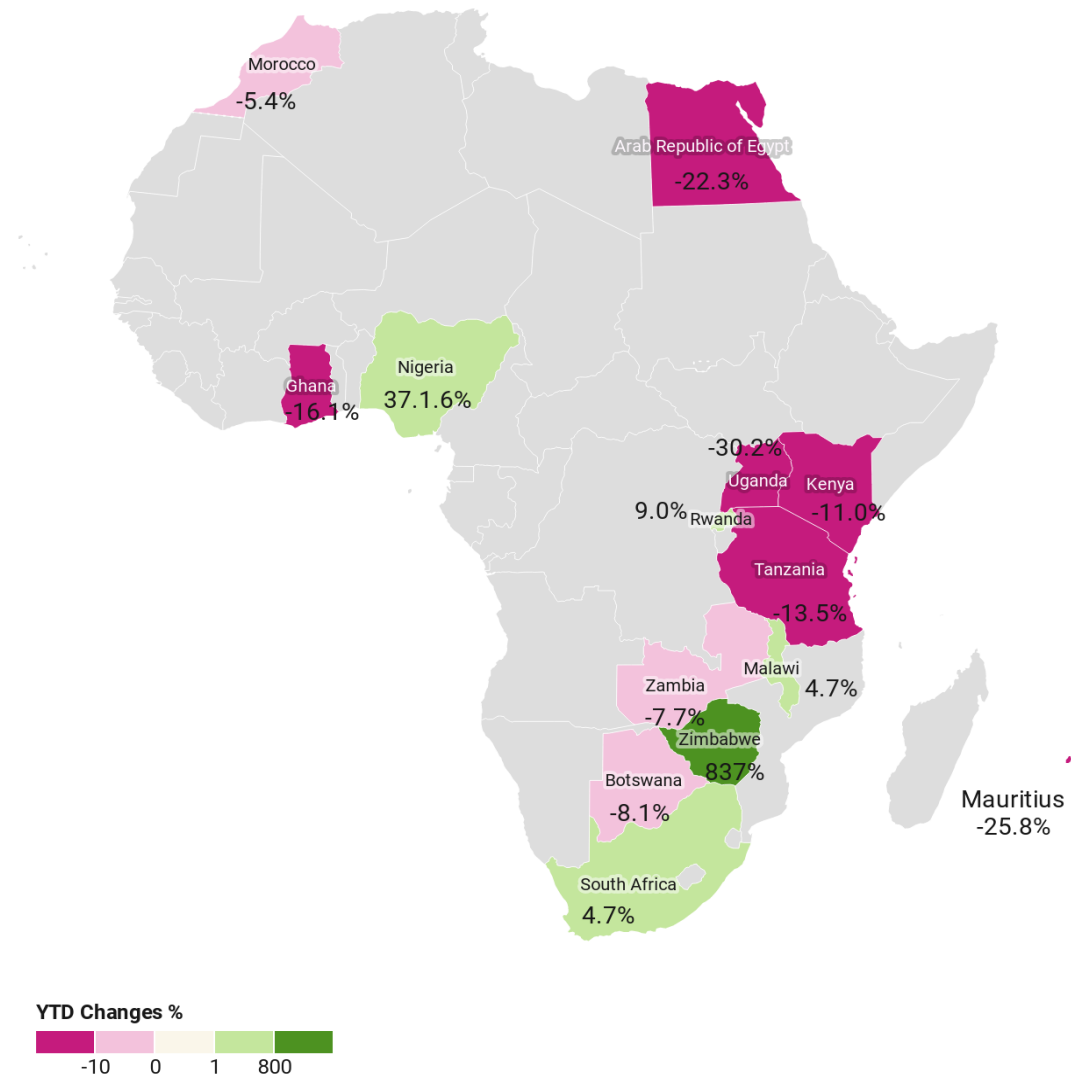 Morocco
-5.4%
Arab Republic of Egypt
-22.3%
Nigeria
37.1.6%
Ghana
-16.1%
-30.2%
Uganda
Kenya
-11.0%
9.0%
Rwanda
Tanzania
-13.5%
Malawi
4.7%
Zambia
-7.7%
Zimbabwe
837%
Botswana
-8.1%
Mauritius
-25.8%
South Africa
4.7%
YTD Changes %
-10 0 1 800